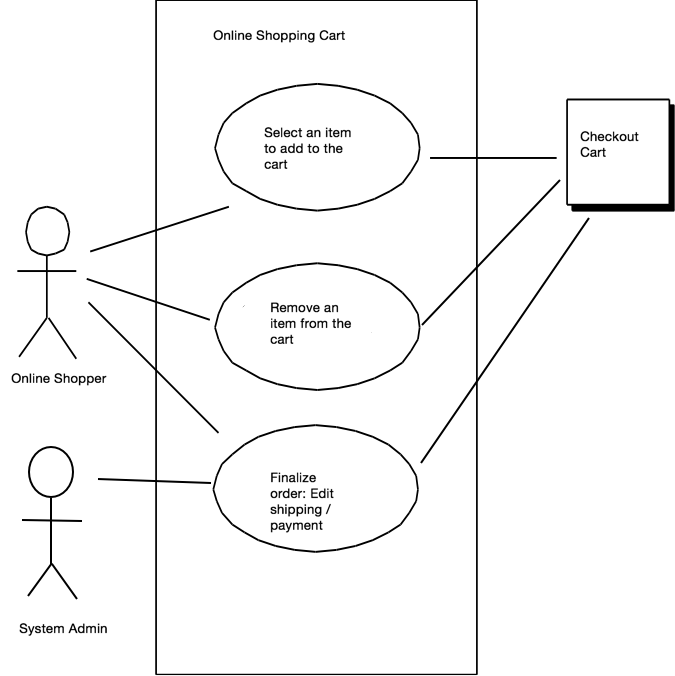 Online Shopping Cart
Select an item
to add to the
cart
Checkout
Cart
Remove an
item from the
cart
Online Shopper
Finalize
order: Edit
shipping /
payment
System Admin